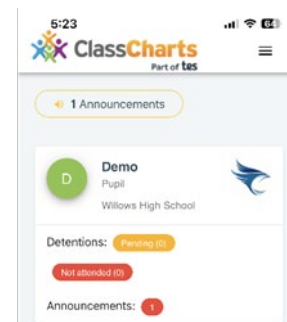 5:23 64
ClassCharts
Part of tes
1 Announcements
D Demo
Pupil
Willows High School
Detentions: Pending (0)
Not attended (0)
Announcements: 1